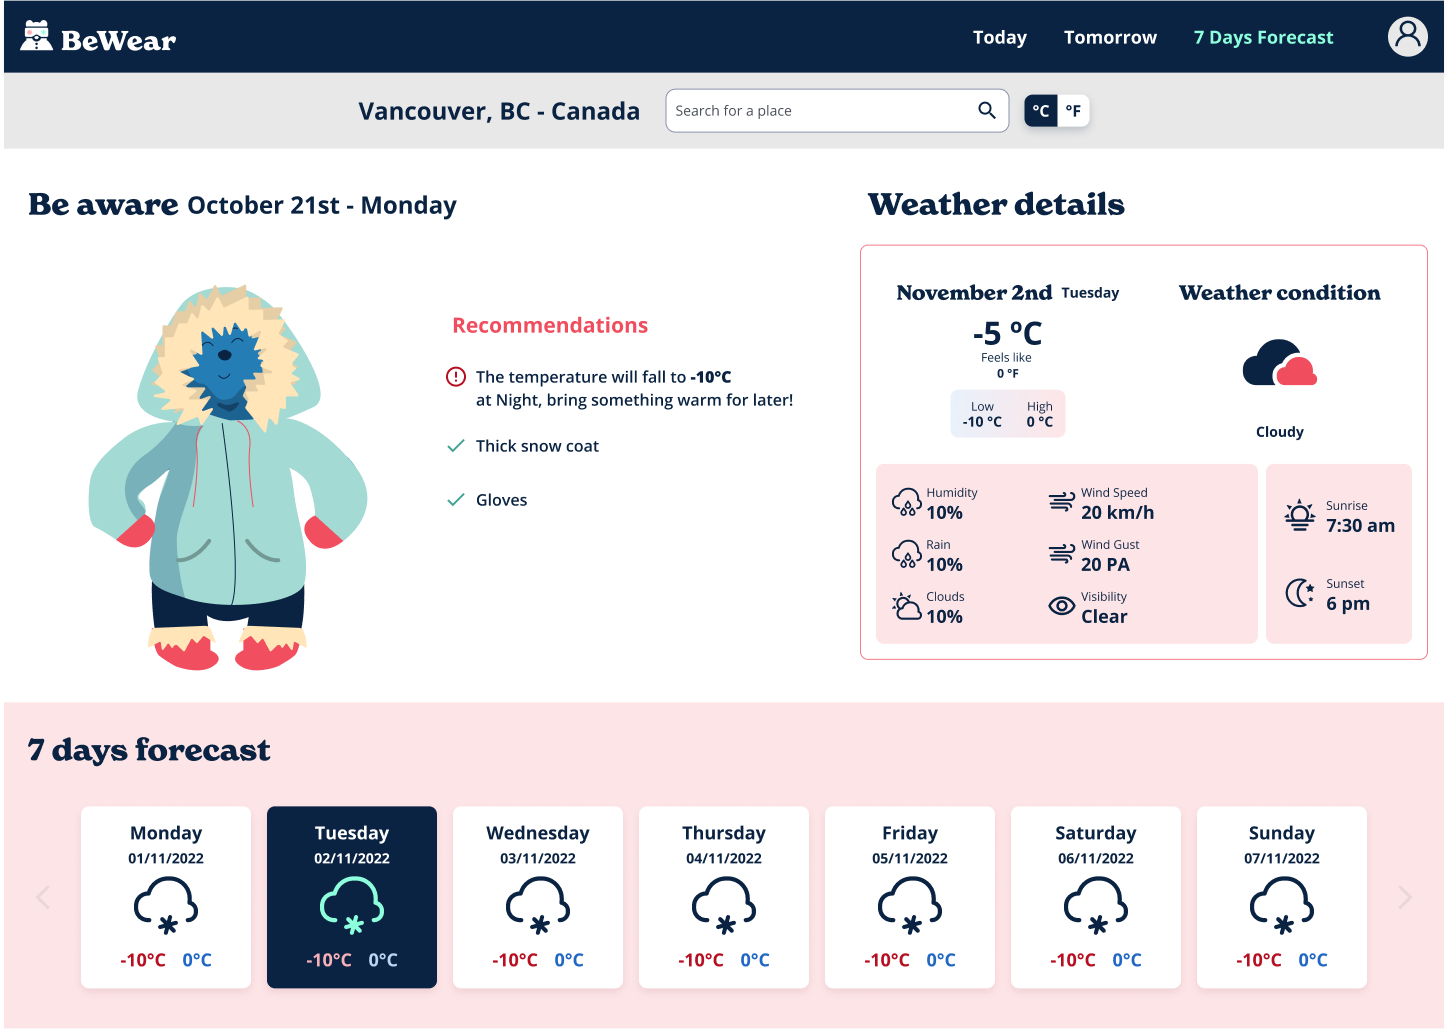 BeWear
Today Tomorrow 7 Days Forecast
Vancouver, BC - Canada
Search for a place
°C °F
Be aware October 21st - Monday
Recommendations
The temperature will fall to -10°C
at Night, bring something warm for later!
Thick snow coat
Gloves
Weather details
November 2nd Tuesday
-5 ºC
Feels like
0 °F
Low High
-10 °C 0 °C
Weather condition
Cloudy
Humidity
10%
Wind Speed
20 km/h
Rain
10%
Wind Gust
20 PA
Clouds
10%
Visibility
Clear
Sunrise
7:30 am
Sunset
6 pm
7 days forecast
Monday
01/11/2022
-10°C 0°C
Tuesday
02/11/2022
-10°C 0°C
Wednesday
03/11/2022
-10°C 0°C
Thursday
04/11/2022
-10°C 0°C
Friday
05/11/2022
-10°C 0°C
Saturday
06/11/2022
-10°C 0°C
Sunday
07/11/2022
-10°C 0°C